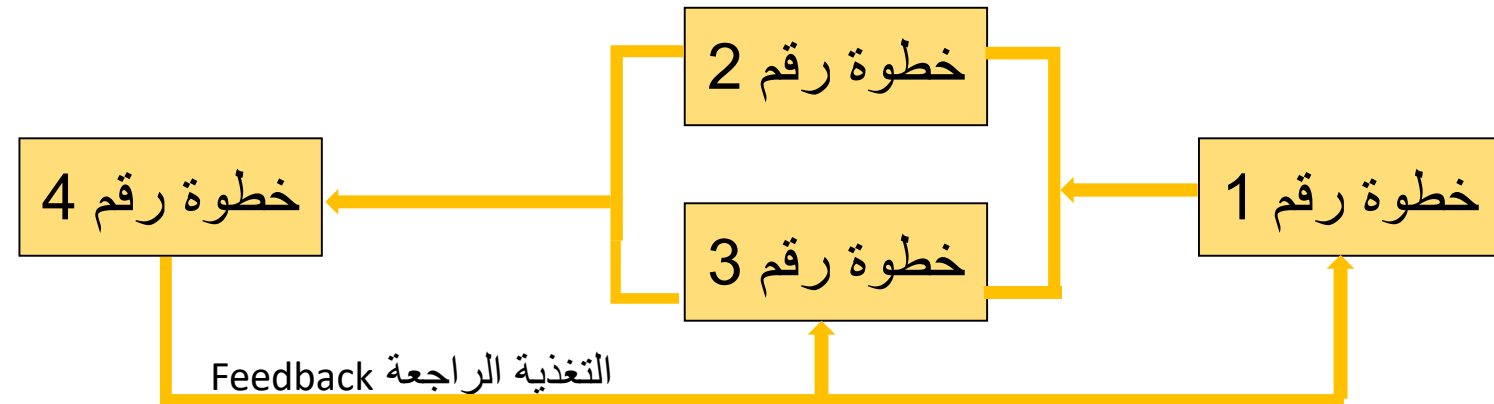 خطوة رقم 1
خطوة رقم 2
خطوة رقم 3
خطوة رقم 4
التغذية الراجعة Feedback